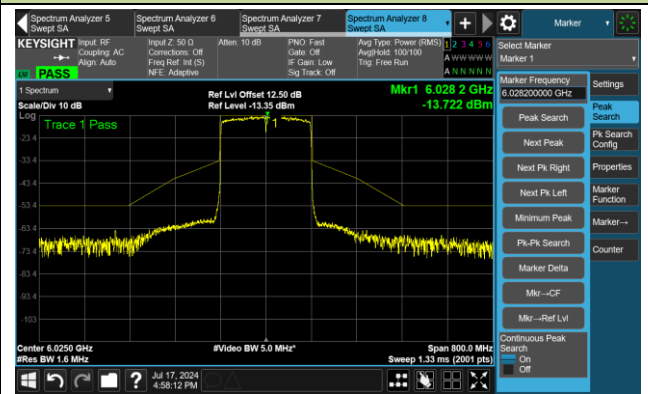 Spectrum Analyzer 5
Swept SA
Spectrum Analyzer 6
Swept SA
Spectrum Analyzer 7
Swept SA
Spectrum Analyzer 8
Swept SA
Marker
KEYSIGHT
Input: RF
Coupling: AC
Align: Auto
Input Z: 50 Ω
Corrections: Off
Freq Ref: Int (S)
NFE: Adaptive
Atten: 10 dB
PNO: Fast
Gate: Off
IF Gain: Low
Sig Track: Off
Avg Type: Power (RMS)
Avg|Hold: 100/100
Trig: Free Run
1 2 3 4 5 6
A W W W W W
A N N N N N
PASS
Select Marker
Marker 1
1 Spectrum
Scale/Div 10 dB
Ref Lvl Offset 12.50 dB
Ref Level -13.35 dBm
Mkr1 6.028 2 GHz
-13.722 dBm
Log
Trace 1 Pass
1
-23.4
-33.4
-43.4
-53.4
-63.4
-73.4
-83.4
-93.4
-103
Center 6.0250 GHz
#Res BW 1.6 MHz
#Video BW 5.0 MHz*
Span 800.0 MHz
Sweep 1.33 ms (2001 pts)
Marker Frequency
6.028200000 GHz
Peak Search
Next Peak
Next Pk Right
Next Pk Left
Minimum Peak
Pk-Pk Search
Marker Delta
Mkr→CF
Mkr→Ref Lvl
Continuous Peak
Search
On
Off
Settings
Peak
Search
Pk Search
Config
Properties
Marker
Function
Marker→
Counter
Jul 17, 2024
4:58:12 PM